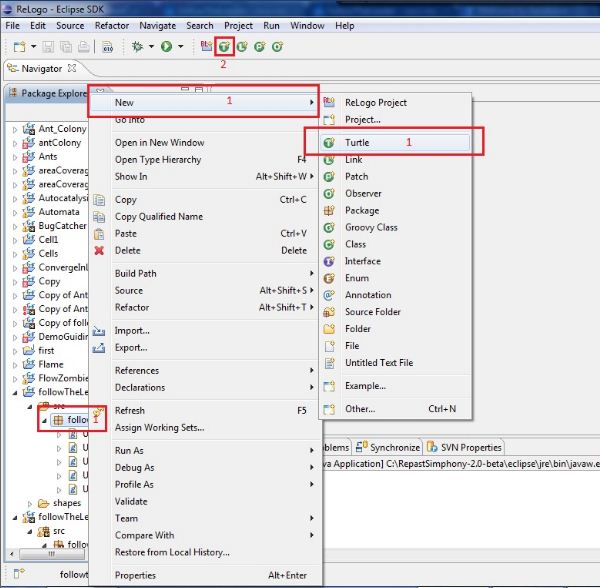 ReLogo - Eclipse SDK
File Edit Source Refactor Navigate Search Project Run Window Help
2
Navigator
Package Explorer
New 1
Go Into
Open in New Window
Open Type Hierarchy F4
Show In Alt+Shift+W
Copy Ctrl+C
Copy Qualified Name
Paste Ctrl+V
Delete Delete
Build Path
Source Alt+Shift+S
Refactor Alt+Shift+T
Import...
Export...
References
Declarations
Refresh F5
Assign Working Sets...
Run As
Debug As
Profile As
Validate
Team
Compare With
Restore from Local History...
Properties Alt+Enter
ReLogo Project
Project...
Turtle 1
Link
Patch
Observer
Package
Groovy Class
Class
Interface
Enum
Annotation
Source Folder
Folder
File
Untitled Text File
Example...
Other... Ctrl+N
Ant_Colony
antColony
Ants
areaCoverag
areaCoverag
Autocatalysi
Automata
BugCatcher
Cell1
Cells
ConvergeInL
Copy
Copy of Ant
Copy of Ant
Copy of follo
DemoGuidin
first
Flame
FlowZombie
followTheLe
src
follow 1
U
U
U
U
shapes
followTheLe
src
follow
oblems Synchronize SVN Properties
va Application] C:\RepastSimphony-2.0-beta\eclipse\jre\bin\javaw.e
followt